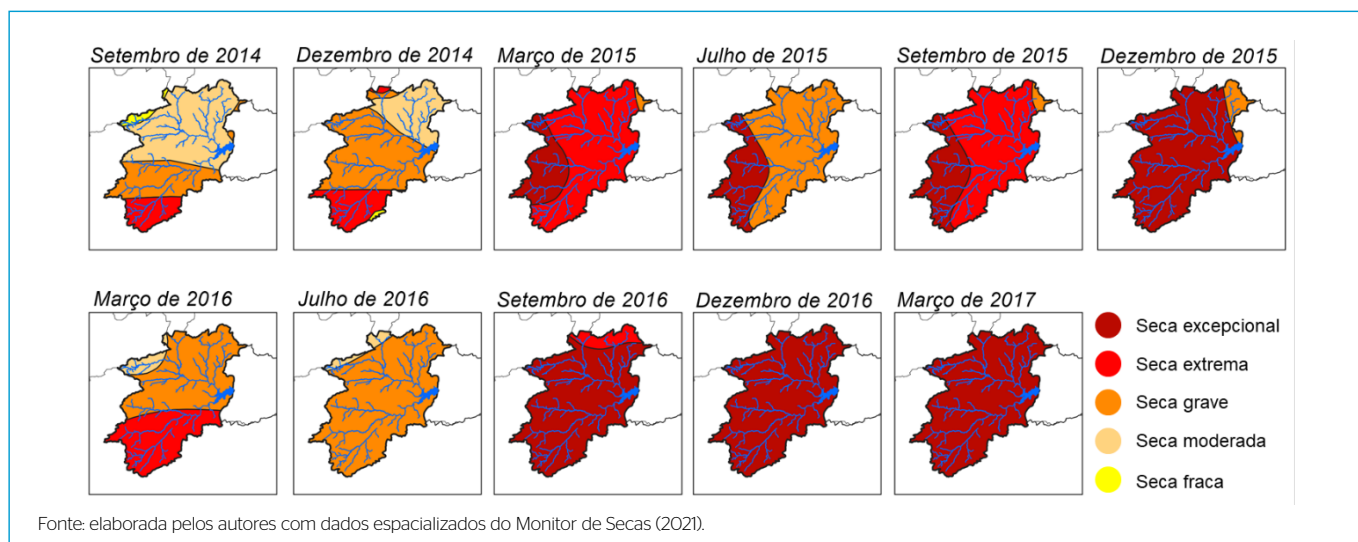 Setembro de 2014
Dezembro de 2014
Março de 2015
Julho de 2015
Setembro de 2015
Dezembro de 2015
Março de 2016
Julho de 2016
Setembro de 2016
Dezembro de 2016
Março de 2017
Seca excepcional
Seca extrema
Seca grave
Seca moderada
Seca fraca
Fonte: elaborada pelos autores com dados espacializados do Monitor de Secas (2021).